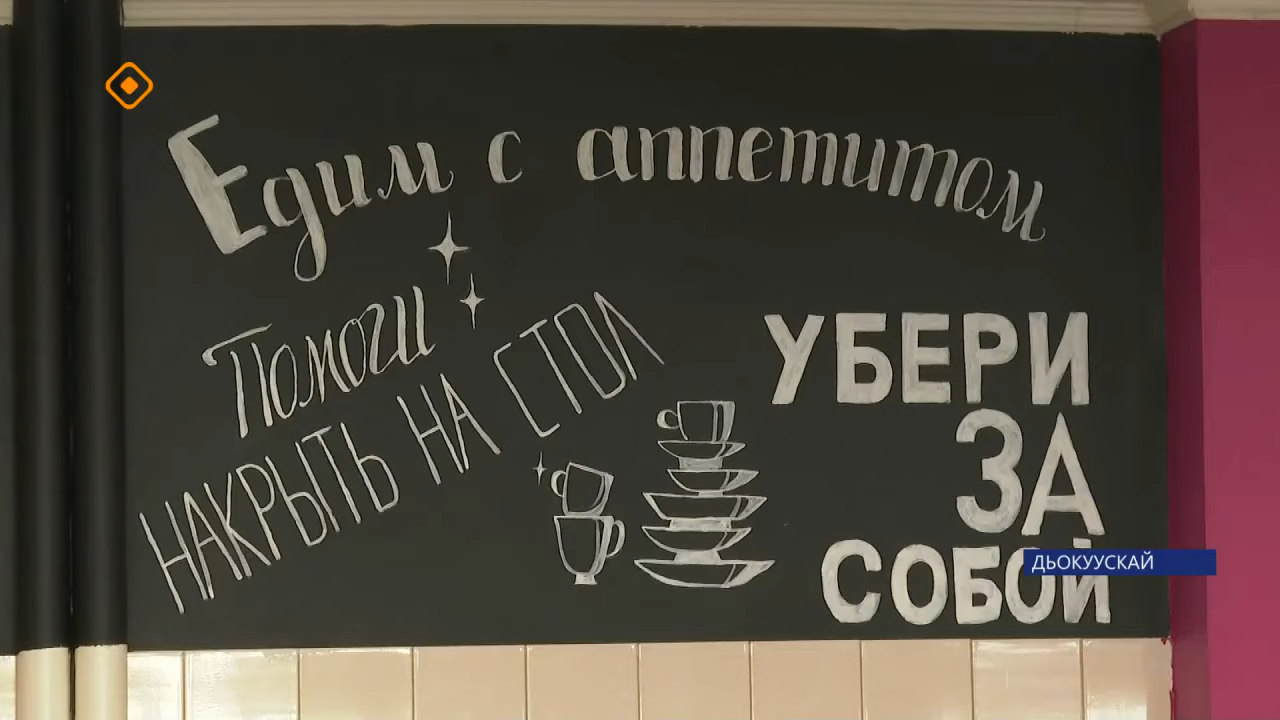 Едим с аппетитом
Помоги
НАКРЫТЬ НА СТОЛ
УБЕРИ
ЗА
СОБОЙ
ДЬОКУУСКАЙ